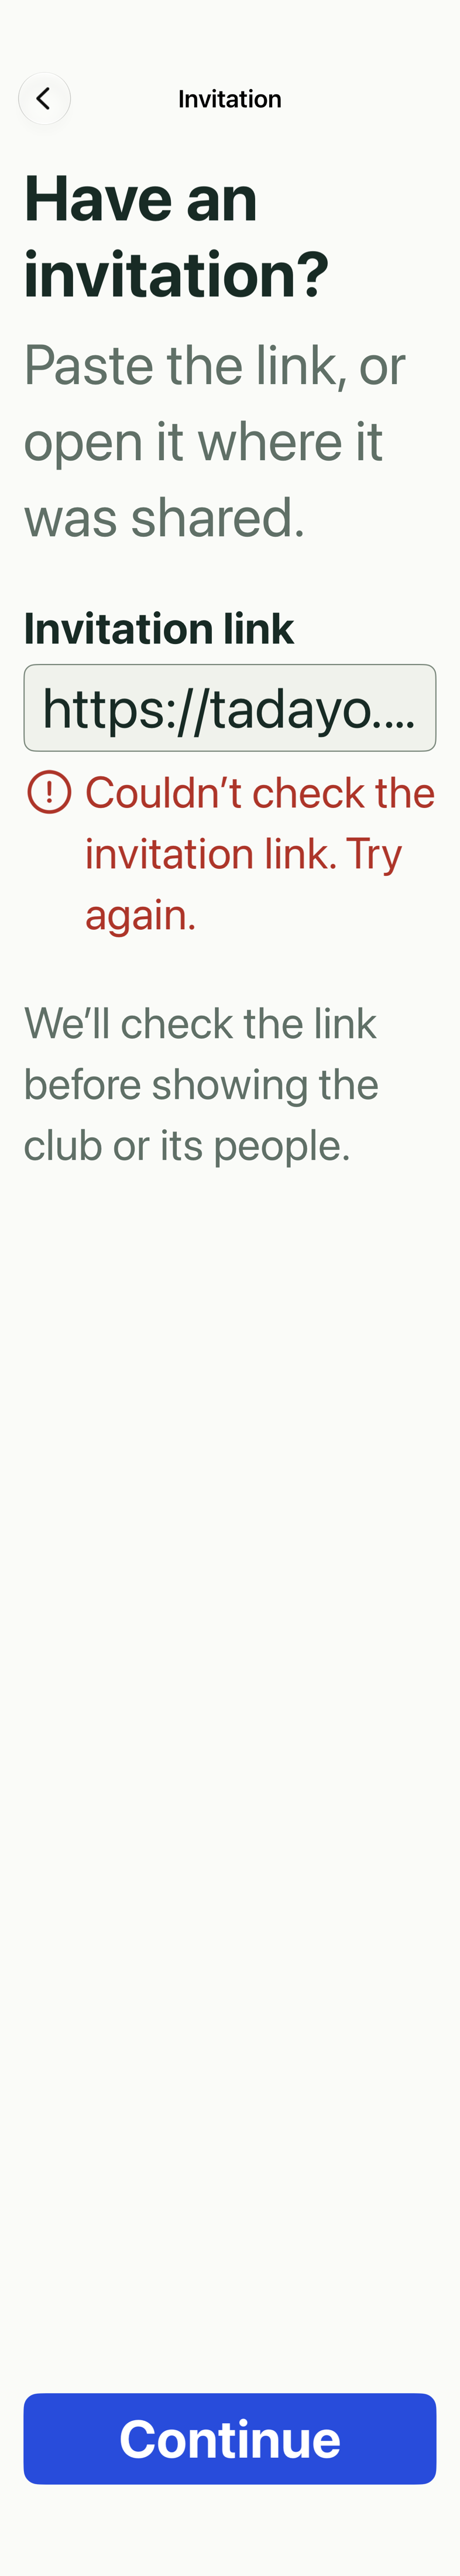 Invitation
Have an
invitation?
Paste the link, or
open it where it
was shared.
Invitation link
https://tadayo....
Couldn’t check the
invitation link. Try
again.
We’ll check the link
before showing the
club or its people.
Continue